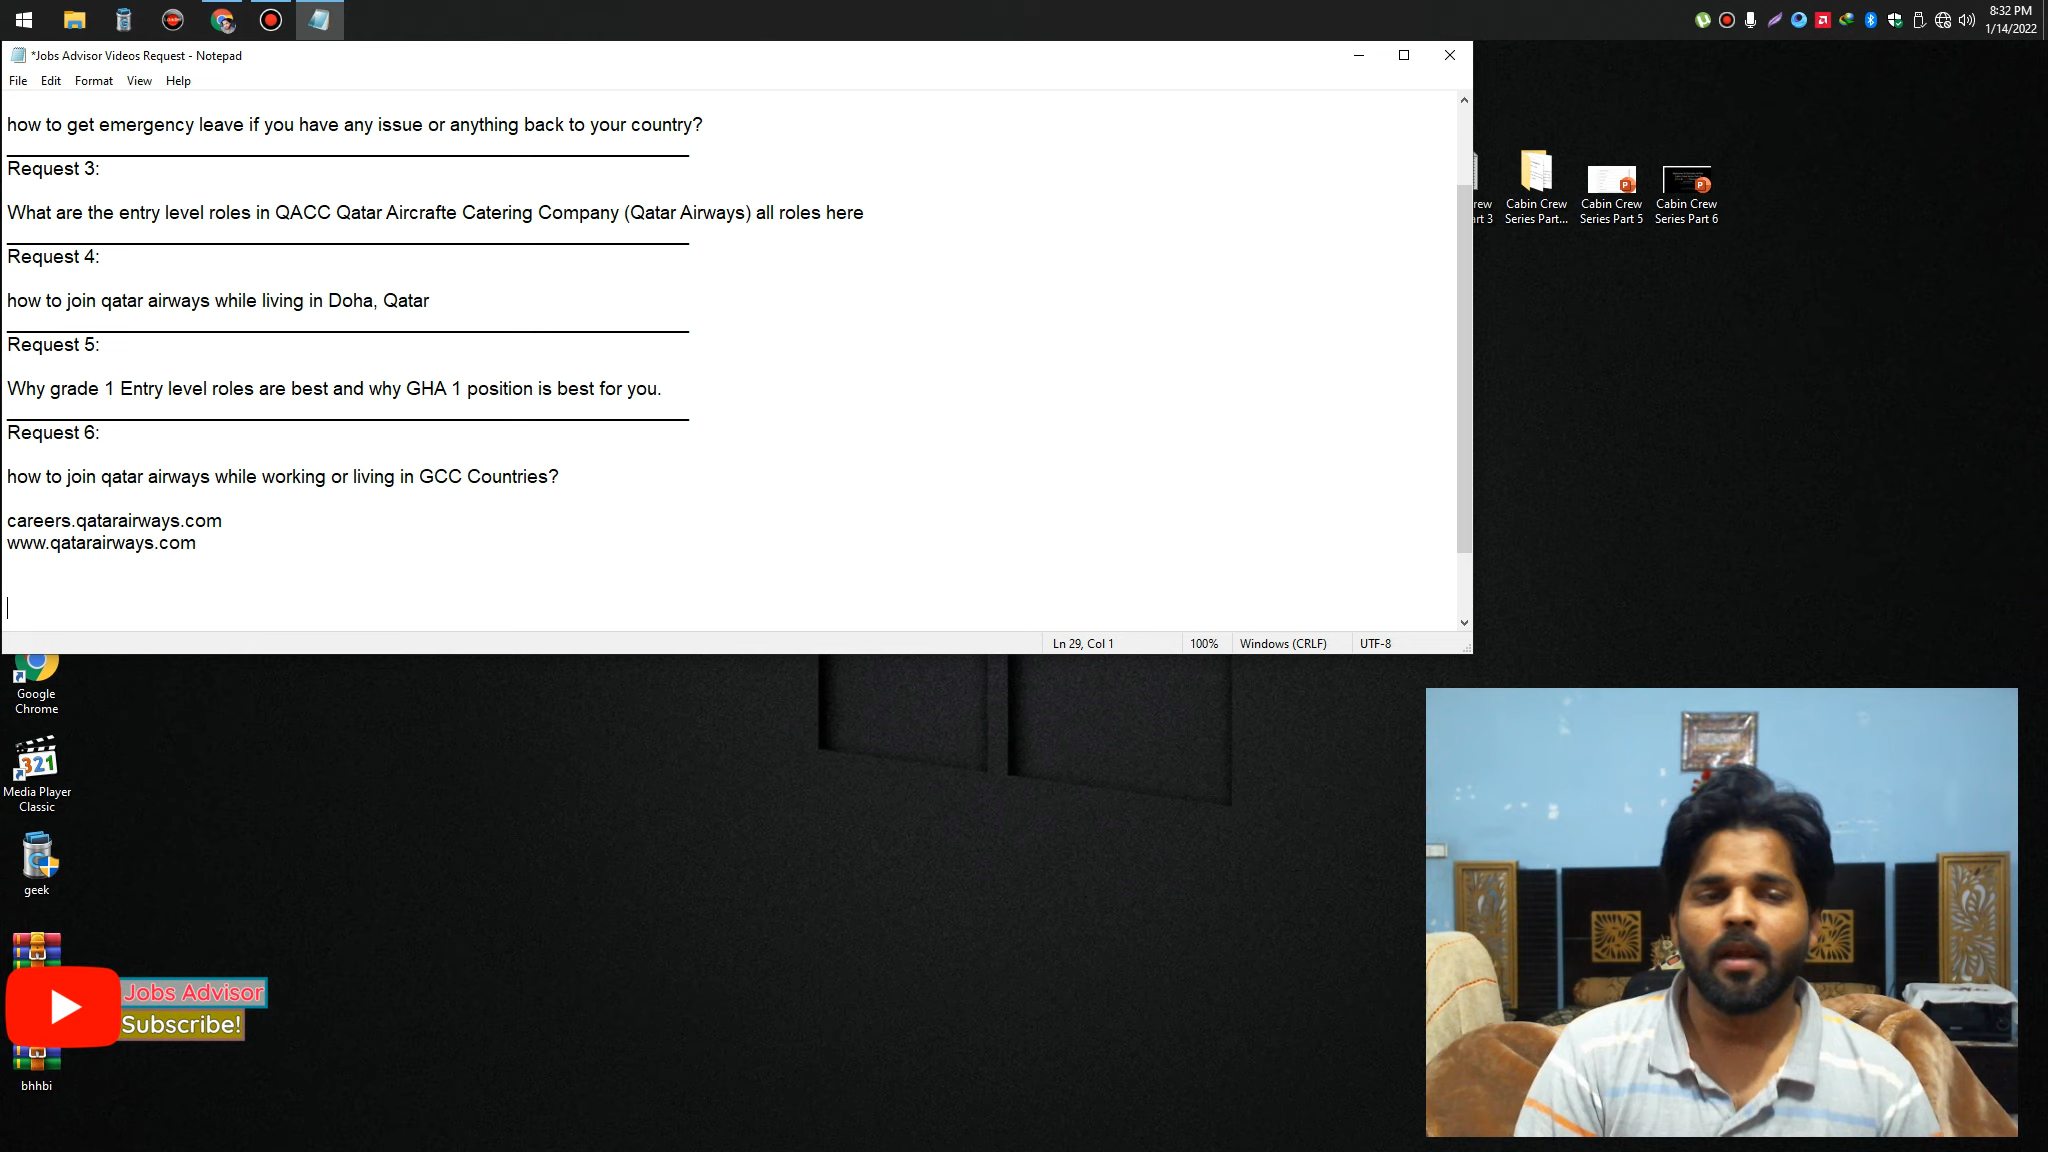 8:32 PM
1/14/2022
*Jobs Advisor Videos Request - Notepad
File Edit Format View Help
how to get emergency leave if you have any issue or anything back to your country?
Request 3:
What are the entry level roles in QACC Qatar Aircrafte Catering Company (Qatar Airways) all roles here
Request 4:
how to join qatar airways while living in Doha, Qatar
Request 5:
Why grade 1 Entry level roles are best and why GHA 1 position is best for you.
Request 6:
how to join qatar airways while working or living in GCC Countries?
careers.qatarairways.com
www.qatarairways.com
Ln 29, Col 1 100% Windows (CRLF) UTF-8
Cabin Crew
Series Part...
Cabin Crew
Series Part 5
Cabin Crew
Series Part 6
Google
Chrome
321
Media Player
Classic
geek
Jobs Advisor
Subscribe!
bhhbi